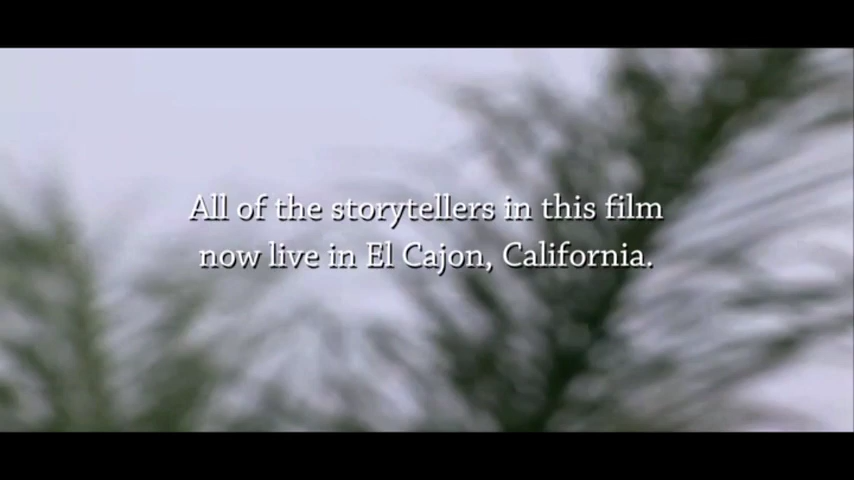 All of the storytellers in this film
now live in El Cajon, California.